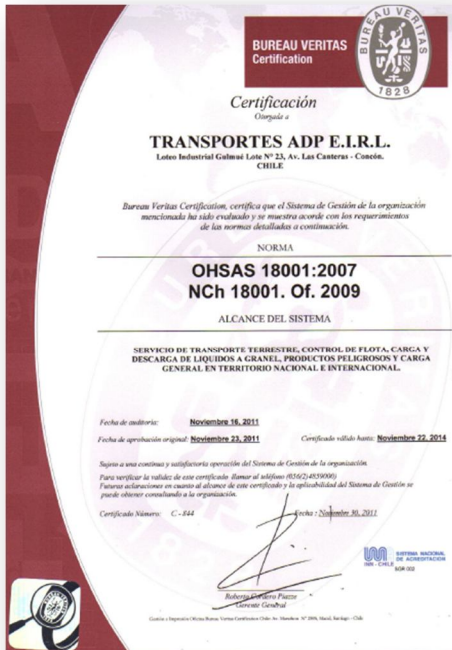 BUREAU VERITAS
Certification
BUREAU VERITAS
1828
Certificación
Otorgada a
TRANSPORTES ADP E.I.R.L.
Loteo Industrial Gulmué Lote N° 23, Av. Las Canteras - Concón.
CHILE
Bureau Veritas Certification, certifica que el Sistema de Gestión de la organización
mencionada ha sido evaluado y se muestra acorde con los requerimientos
de las normas detalladas a continuación.
NORMA
OHSAS 18001:2007
NCh 18001. Of. 2009
ALCANCE DEL SISTEMA
SERVICIO DE TRANSPORTE TERRESTRE, CONTROL DE FLOTA, CARGA Y
DESCARGA DE LIQUIDOS A GRANEL, PRODUCTOS PELIGROSOS Y CARGA
GENERAL EN TERRITORIO NACIONAL E INTERNACIONAL.
Fecha de auditoria: Noviembre 16, 2011
Fecha de aprobación original: Noviembre 23, 2011 Certificado válido hasta: Noviembre 22, 2014
Sujeto a una continua y satisfactoria operación del Sistema de Gestión de la organización.
Para verificar la validez de este certificado llamar al teléfono (056(2)4859000)
Futuras aclaraciones en cuanto al alcance de este certificado y la aplicabilidad del Sistema de Gestión se
puede obtener consultando a la organización.
Certificado Número: C - 844 Fecha : Noviembre 30, 2011
INN - CHILE
SISTEMA NACIONAL
DE ACREDITACION
Roberto Cordero Piazze
Gerente General